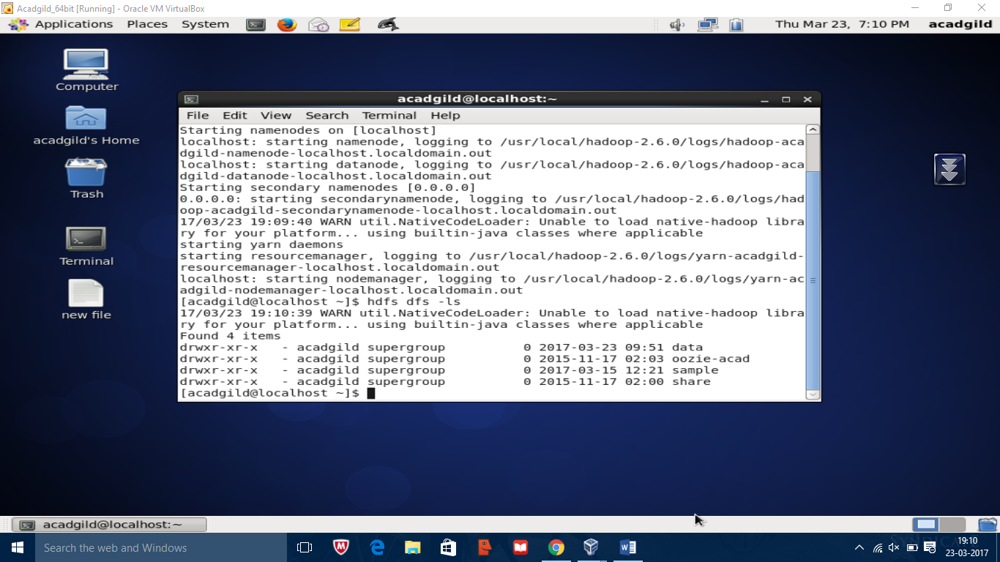 Acadgild_64bit [Running] - Oracle VM VirtualBox
Applications Places System Thu Mar 23, 7:10 PM acadgild
Computer
acadgild's Home
Trash
Terminal
new file
acadgild@localhost:~
File Edit View Search Terminal Help
Starting namenodes on [localhost]
localhost: starting namenode, logging to /usr/local/hadoop-2.6.0/logs/hadoop-aca
dgild-namenode-localhost.localdomain.out
localhost: starting datanode, logging to /usr/local/hadoop-2.6.0/logs/hadoop-aca
dgild-datanode-localhost.localdomain.out
Starting secondary namenodes [0.0.0.0]
0.0.0.0: starting secondarynamenode, logging to /usr/local/hadoop-2.6.0/logs/had
oop-acadgild-secondarynamenode-localhost.localdomain.out
17/03/23 19:09:40 WARN util.NativeCodeLoader: Unable to load native-hadoop libra
ry for your platform... using builtin-java classes where applicable
starting yarn daemons
starting resourcemanager, logging to /usr/local/hadoop-2.6.0/logs/yarn-acadgild-
resourcemanager-localhost.localdomain.out
localhost: starting nodemanager, logging to /usr/local/hadoop-2.6.0/logs/yarn-ac
adgild-nodemanager-localhost.localdomain.out
[acadgild@localhost ~]$ hdfs dfs -ls
17/03/23 19:10:39 WARN util.NativeCodeLoader: Unable to load native-hadoop libra
ry for your platform... using builtin-java classes where applicable
Found 4 items
drwxr-xr-x   - acadgild supergroup          0 2017-03-23 09:51 data
drwxr-xr-x   - acadgild supergroup          0 2015-11-17 02:03 oozie-acad
drwxr-xr-x   - acadgild supergroup          0 2017-03-15 12:21 sample
drwxr-xr-x   - acadgild supergroup          0 2015-11-17 02:00 share
[acadgild@localhost ~]$
acadgild@localhost:~
Search the web and Windows
19:10
23-03-2017